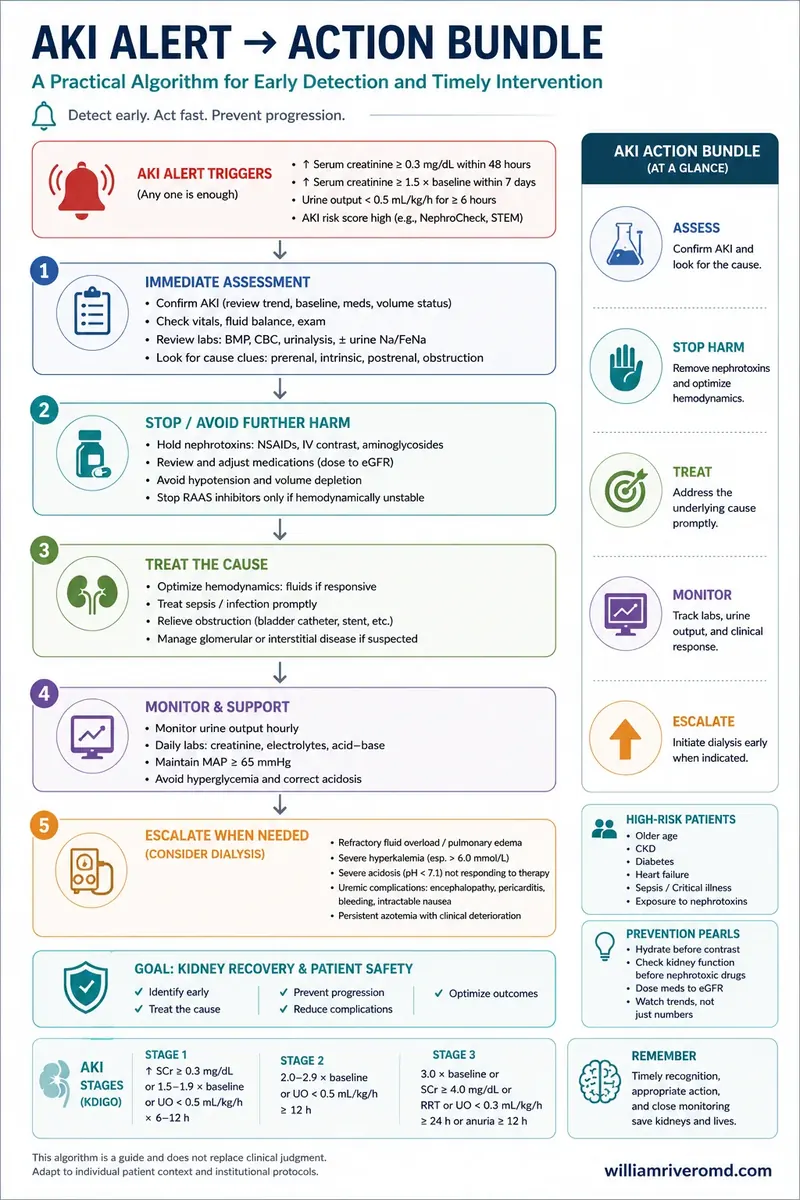 AKI ALERT → ACTION BUNDLE
A Practical Algorithm for Early Detection and Timely Intervention
Detect early. Act fast. Prevent progression.
AKI ALERT TRIGGERS
(Any one is enough)
• ↑ Serum creatinine ≥ 0.3 mg/dL within 48 hours
• ↑ Serum creatinine ≥ 1.5 × baseline within 7 days
• Urine output < 0.5 mL/kg/h for ≥ 6 hours
• AKI risk score high (e.g., NephroCheck, STEM)
1
IMMEDIATE ASSESSMENT
• Confirm AKI (review trend, baseline, meds, volume status)
• Check vitals, fluid balance, exam
• Review labs: BMP, CBC, urinalysis, ± urine Na/FeNa
• Look for cause clues: prerenal, intrinsic, postrenal, obstruction
2
STOP / AVOID FURTHER HARM
• Hold nephrotoxins: NSAIDs, IV contrast, aminoglycosides
• Review and adjust medications (dose to eGFR)
• Avoid hypotension and volume depletion
• Stop RAAS inhibitors only if hemodynamically unstable
3
TREAT THE CAUSE
• Optimize hemodynamics: fluids if responsive
• Treat sepsis / infection promptly
• Relieve obstruction (bladder catheter, stent, etc.)
• Manage glomerular or interstitial disease if suspected
4
MONITOR & SUPPORT
• Monitor urine output hourly
• Daily labs: creatinine, electrolytes, acid–base
• Maintain MAP ≥ 65 mmHg
• Avoid hyperglycemia and correct acidosis
5
ESCALATE WHEN NEEDED
(CONSIDER DIALYSIS)
• Refractory fluid overload / pulmonary edema
• Severe hyperkalemia (esp. > 6.0 mmol/L)
• Severe acidosis (pH < 7.1) not responding to therapy
• Uremic complications: encephalopathy, pericarditis,
bleeding, intractable nausea
• Persistent azotemia with clinical deterioration
GOAL: KIDNEY RECOVERY & PATIENT SAFETY
✓ Identify early
✓ Treat the cause
✓ Prevent progression
✓ Reduce complications
✓ Optimize outcomes
AKI
STAGES
(KDIGO)
STAGE 1
↑ SCr ≥ 0.3 mg/dL
or 1.5–1.9 × baseline
or UO < 0.5 mL/kg/h
× 6–12 h
STAGE 2
2.0–2.9 × baseline
or UO < 0.5 mL/kg/h
≥ 12 h
STAGE 3
3.0 × baseline or
SCr ≥ 4.0 mg/dL or
RRT or UO < 0.3 mL/kg/h
≥ 24 h or anuria ≥ 12 h
AKI ACTION BUNDLE
(AT A GLANCE)
ASSESS
Confirm AKI and
look for the cause.
STOP HARM
Remove nephrotoxins
and optimize
hemodynamics.
TREAT
Address the
underlying cause
promptly.
MONITOR
Track labs, urine
output, and clinical
response.
ESCALATE
Initiate dialysis early
when indicated.
HIGH-RISK PATIENTS
• Older age
• CKD
• Diabetes
• Heart failure
• Sepsis / Critical illness
• Exposure to nephrotoxins
PREVENTION PEARLS
• Hydrate before contrast
• Check kidney function
before nephrotoxic drugs
• Dose meds to eGFR
• Watch trends, not
just numbers
REMEMBER
Timely recognition,
appropriate action,
and close monitoring
save kidneys and lives.
This algorithm is a guide and does not replace clinical judgment.
Adapt to individual patient context and institutional protocols.
williamriveromd.com